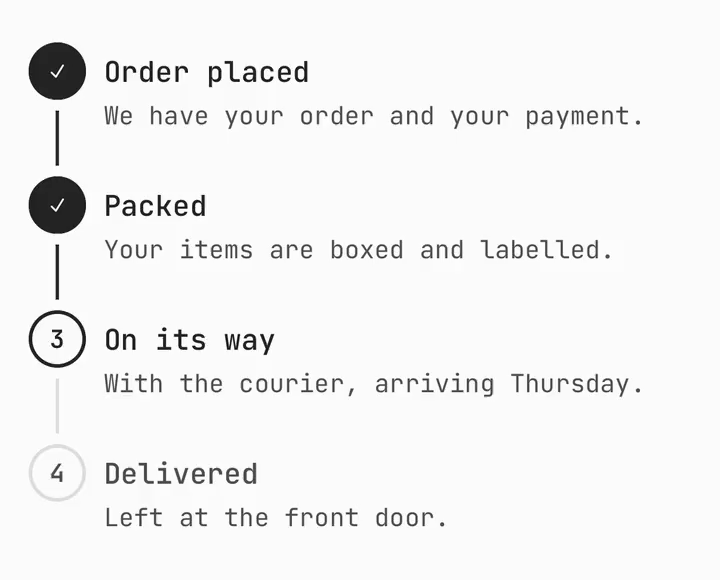 Order placed
We have your order and your payment.
Packed
Your items are boxed and labelled.
3 On its way
With the courier, arriving Thursday.
4 Delivered
Left at the front door.